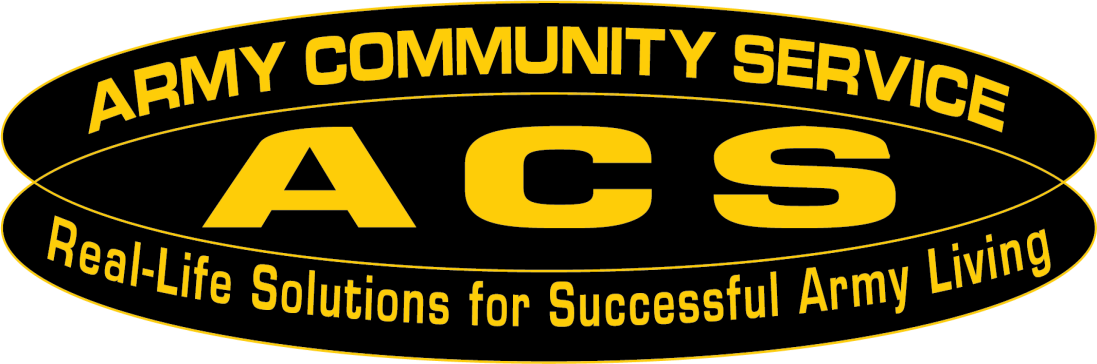 ARMY COMMUNITY SERVICE
ACS
Real-Life Solutions for Successful Army Living